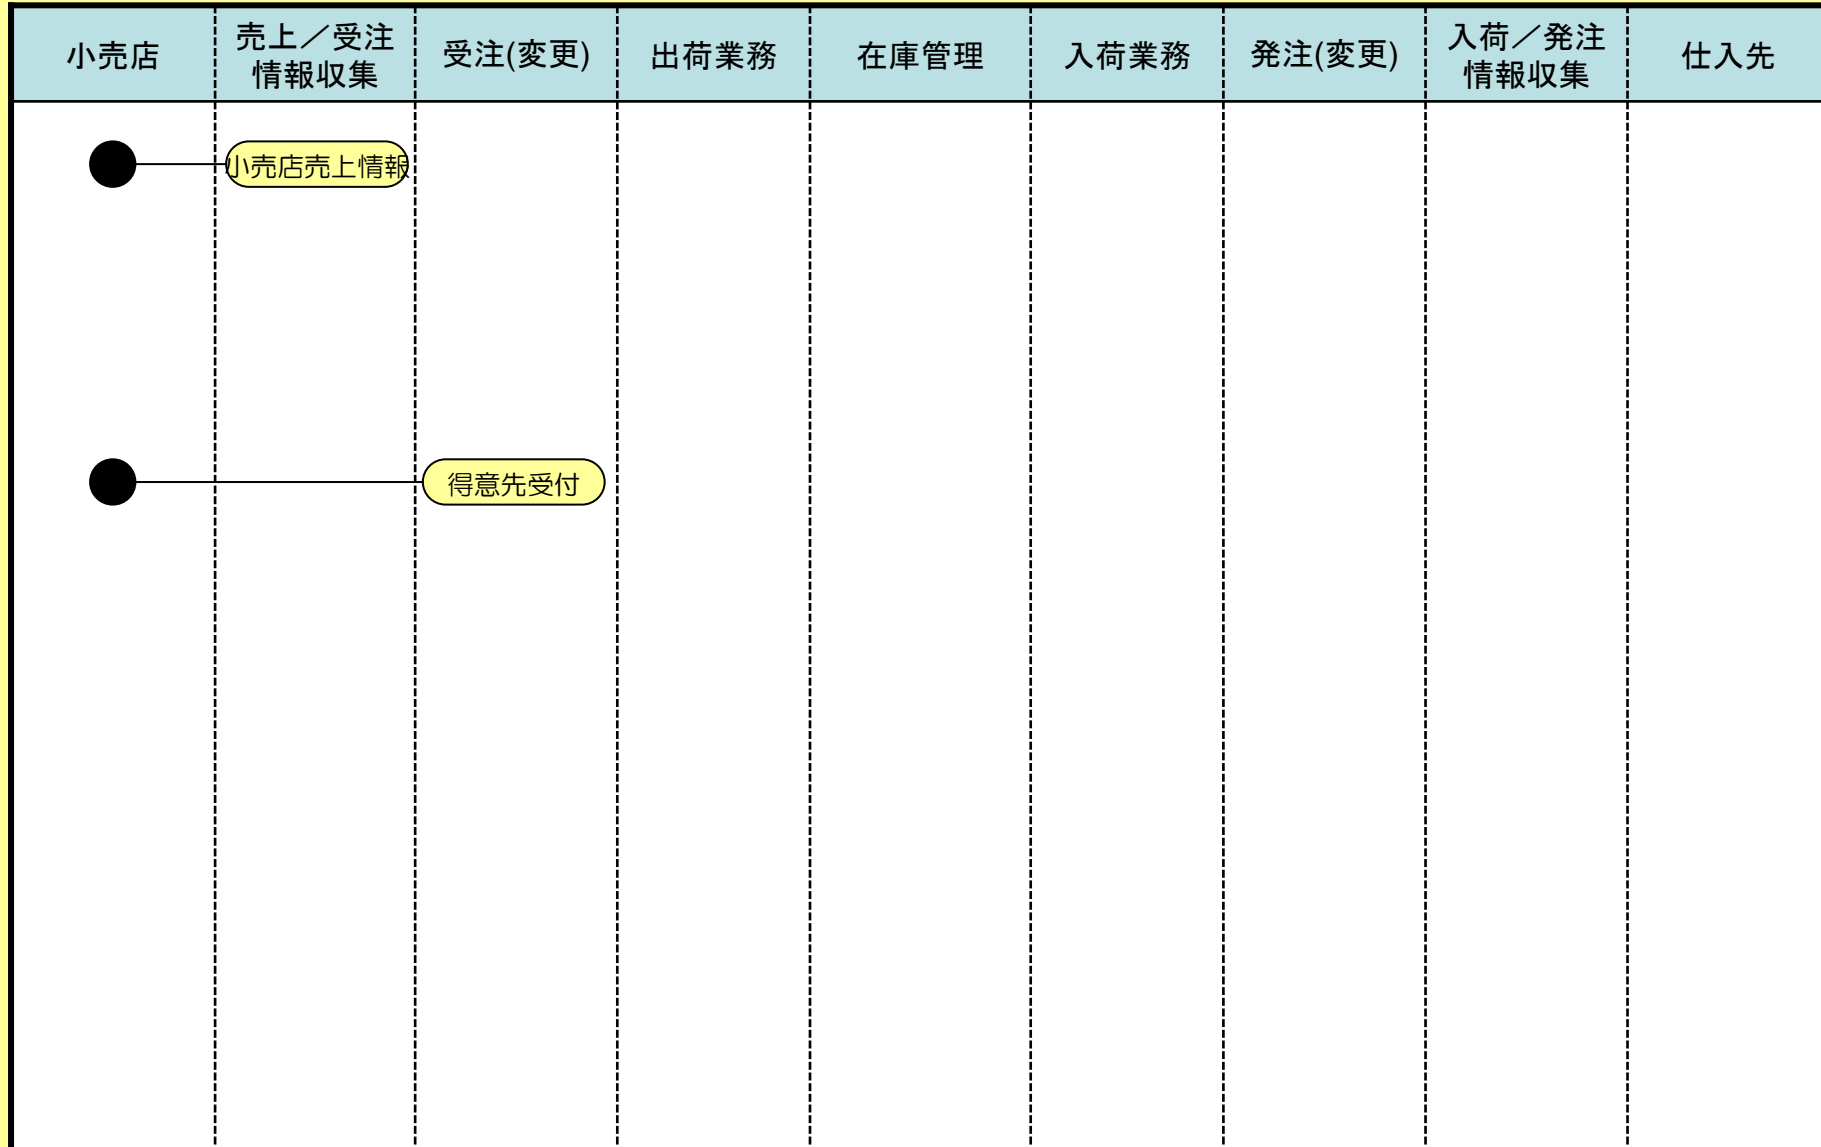 小売店
売上／受注
情報収集
受注(変更)
出荷業務
在庫管理
入荷業務
発注(変更)
入荷／発注
情報収集
仕入先
小売店売上情報
得意先受付